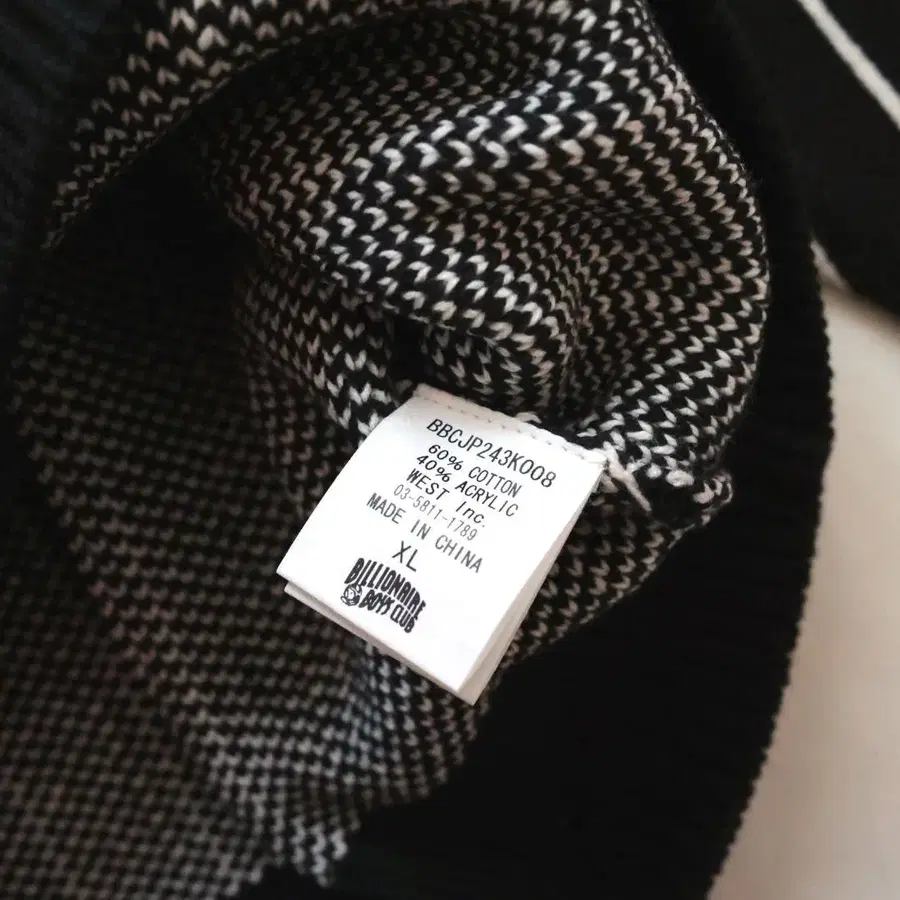 BBCJP243K008
60% COTTON
40% ACRYLIC
WEST Inc.
03-5811-1789
MADE IN CHINA
XL
BILLIONAIRE
BOYS CLUB